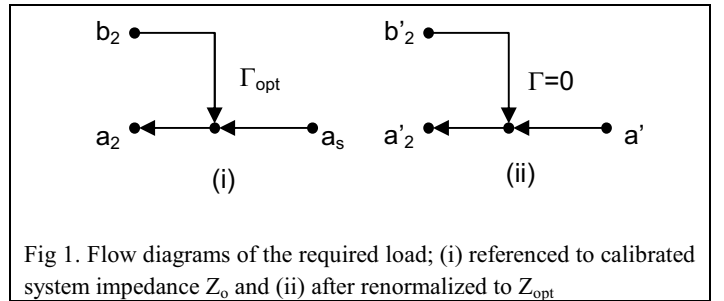 b₂ b'₂
Γₒₚₜ Γ=0
a₂ aₛ a'₂ a'
(i) (ii)
Fig 1. Flow diagrams of the required load; (i) referenced to calibrated
system impedance Zₒ and (ii) after renormalized to Zₒₚₜ